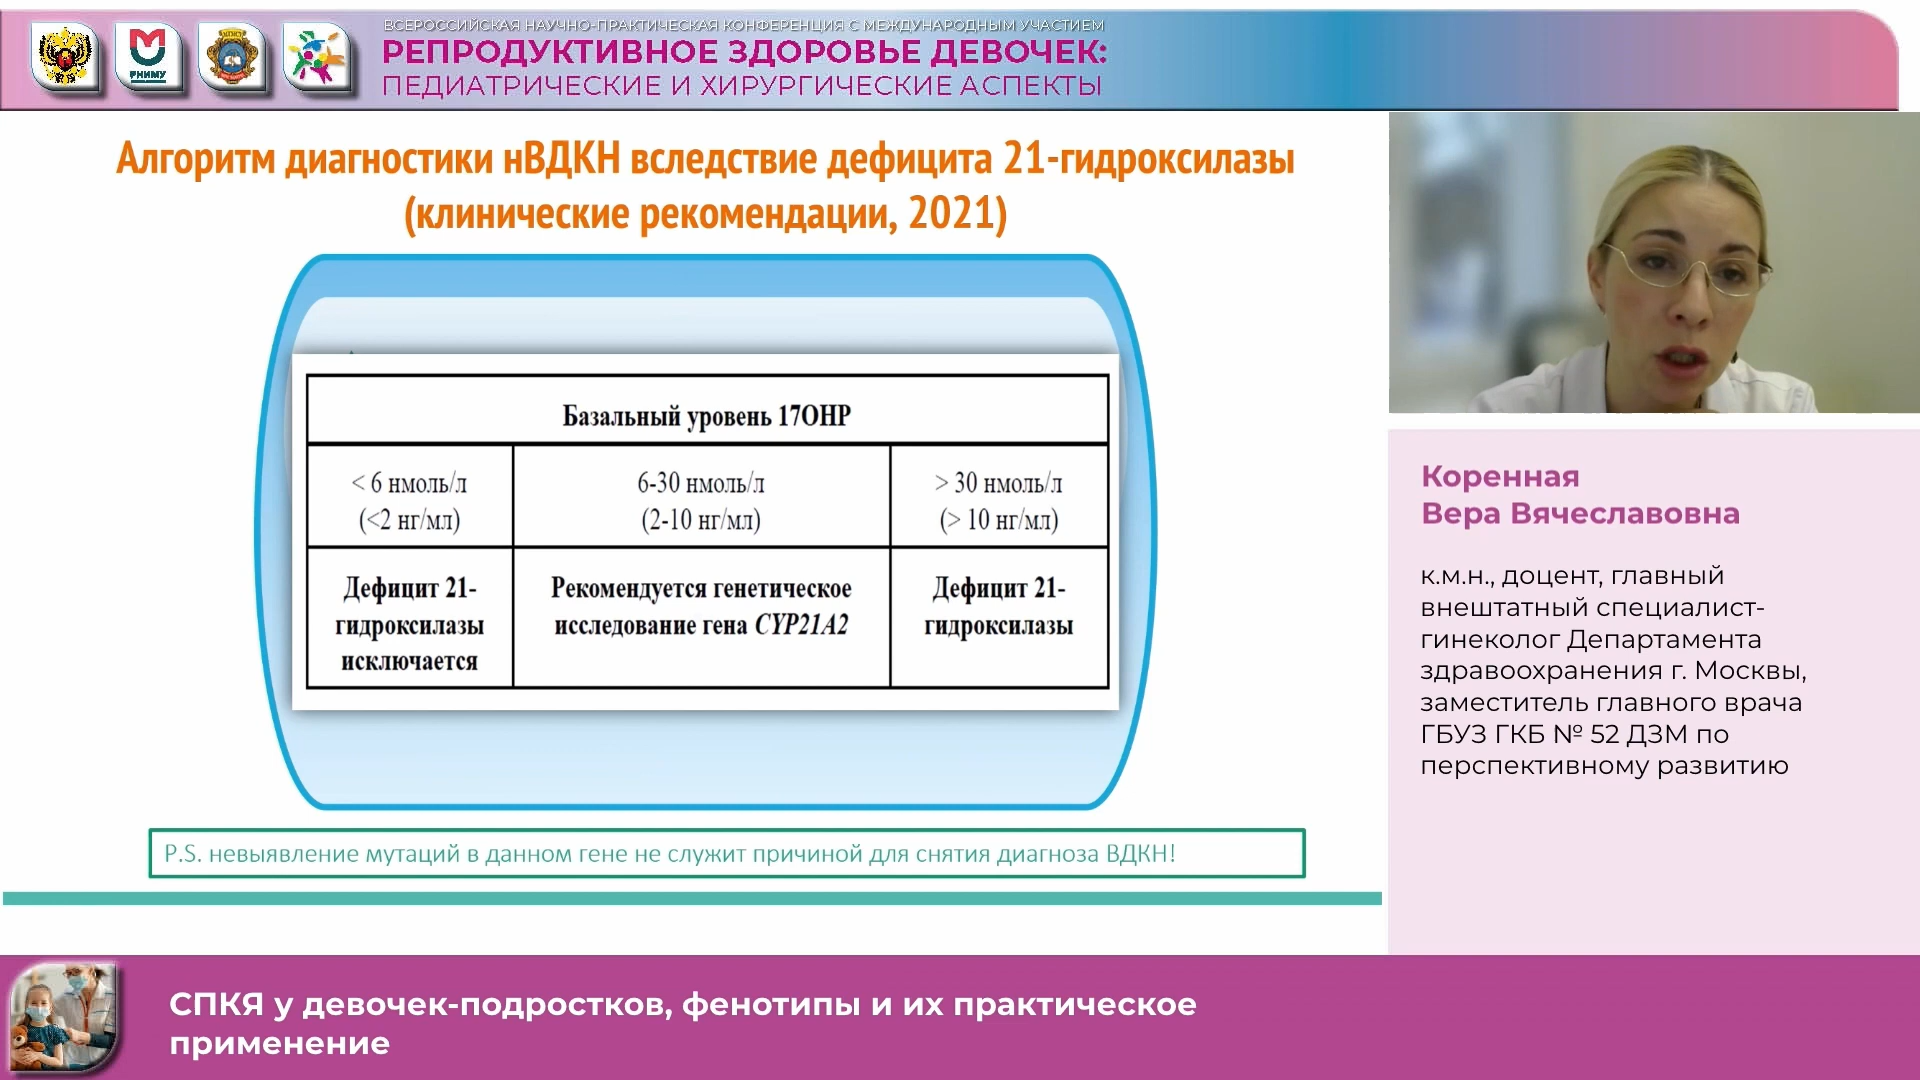 ВСЕРОССИЙСКАЯ НАУЧНО-ПРАКТИЧЕСКАЯ КОНФЕРЕНЦИЯ С МЕЖДУНАРОДНЫМ УЧАСТИЕМ
РЕПРОДУКТИВНОЕ ЗДОРОВЬЕ ДЕВОЧЕК:
ПЕДИАТРИЧЕСКИЕ И ХИРУРГИЧЕСКИЕ АСПЕКТЫ
РНИМУ
Алгоритм диагностики нВДКН вследствие дефицита 21-гидроксилазы
(клинические рекомендации, 2021)
Базальный уровень 17ОНР
< 6 нмоль/л
(<2 нг/мл)
6-30 нмоль/л
(2-10 нг/мл)
> 30 нмоль/л
(> 10 нг/мл)
Дефицит 21-
гидроксилазы
исключается
Рекомендуется генетическое
исследование гена CYP21A2
Дефицит 21-
гидроксилазы
P.S. невыявление мутаций в данном гене не служит причиной для снятия диагноза ВДКН!
Коренная
Вера Вячеславовна
к.м.н., доцент, главный
внештатный специалист-
гинеколог Департамента
здравоохранения г. Москвы,
заместитель главного врача
ГБУЗ ГКБ № 52 ДЗМ по
перспективному развитию
СПКЯ у девочек-подростков, фенотипы и их практическое
применение